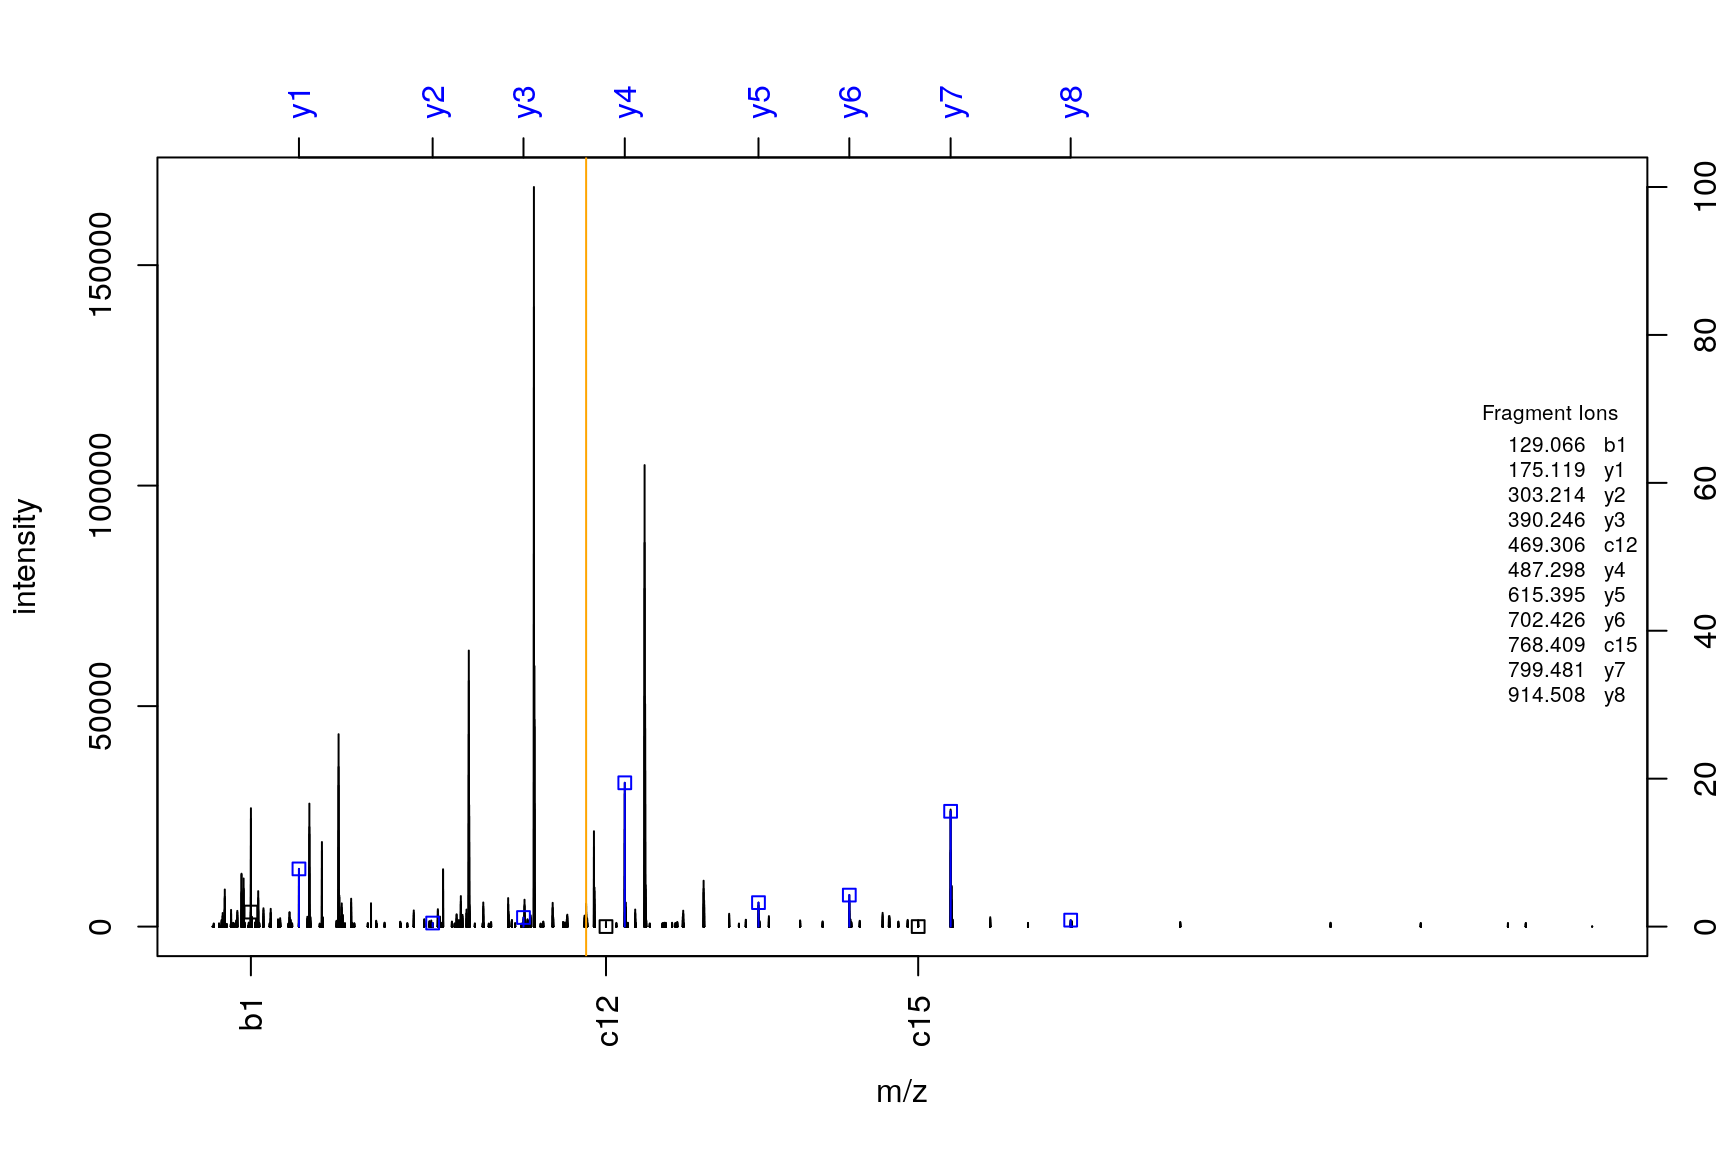 y1 y2 y3 y4 y5 y6 y7 y8
intensity
0 50000 100000 150000
0 20 40 60 80 100
Fragment Ions
129.066 b1
175.119 y1
303.214 y2
390.246 y3
469.306 c12
487.298 y4
615.395 y5
702.426 y6
768.409 c15
799.481 y7
914.508 y8
b1 c12 c15
m/z